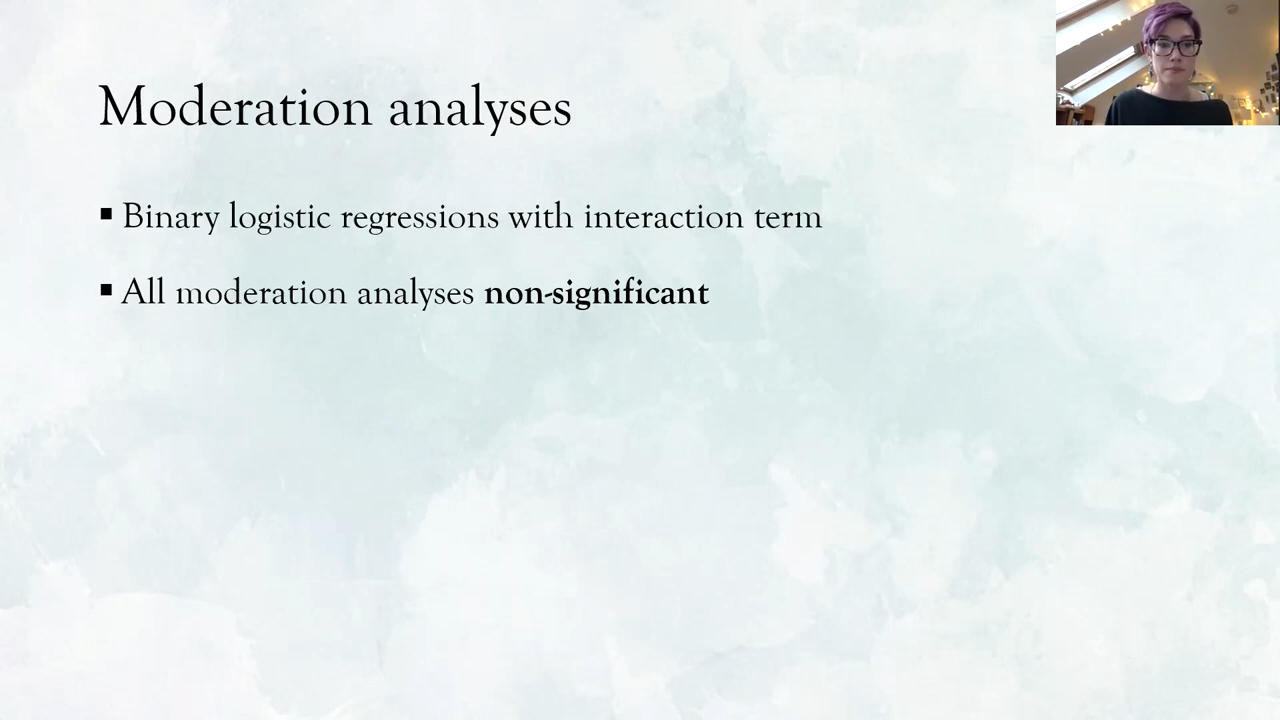 Moderation analyses
▪ Binary logistic regressions with interaction term
▪ All moderation analyses non-significant